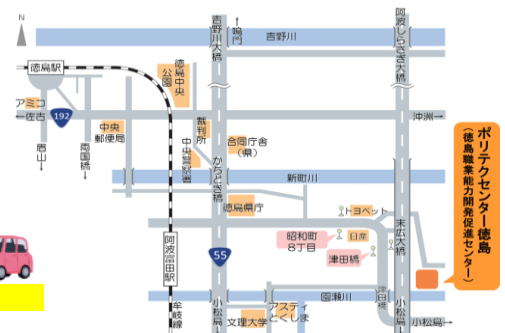 N
吉野川大橋
↑
鳴門
吉野川
阿波しらさぎ大橋
徳島駅
徳島中央公園
アミコ
←佐古
192
中央郵便局
裁判所
中央警察署
合同庁舎
(県)
沖洲→
眉山→
両国橋→
かちどき橋
新町川
徳島県庁
トヨペット
昭和町
8丁目
日産
津田橋
末広大橋
ポリテクセンター徳島
(徳島職業能力開発促進センター)
阿波富田駅
55
津田橋
園瀬川
牟岐線
小松島
文理大学
アスティ
とくしま
小松島
小松島→